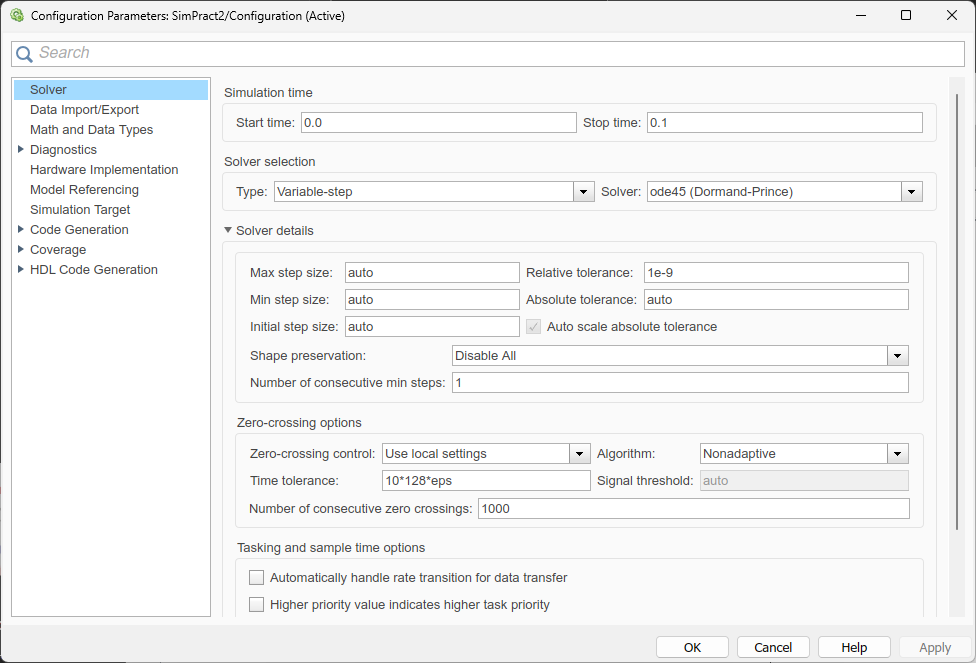 Configuration Parameters: SimPract2/Configuration (Active)
Search
Solver
Data Import/Export
Math and Data Types
Diagnostics
Hardware Implementation
Model Referencing
Simulation Target
Code Generation
Coverage
HDL Code Generation
Simulation time
Start time: 0.0 Stop time: 0.1
Solver selection
Type: Variable-step Solver: ode45 (Dormand-Prince)
Solver details
Max step size: auto Relative tolerance: 1e-9
Min step size: auto Absolute tolerance: auto
Initial step size: auto Auto scale absolute tolerance
Shape preservation: Disable All
Number of consecutive min steps: 1
Zero-crossing options
Zero-crossing control: Use local settings Algorithm: Nonadaptive
Time tolerance: 10*128*eps Signal threshold: auto
Number of consecutive zero crossings: 1000
Tasking and sample time options
Automatically handle rate transition for data transfer
Higher priority value indicates higher task priority
OK Cancel Help Apply